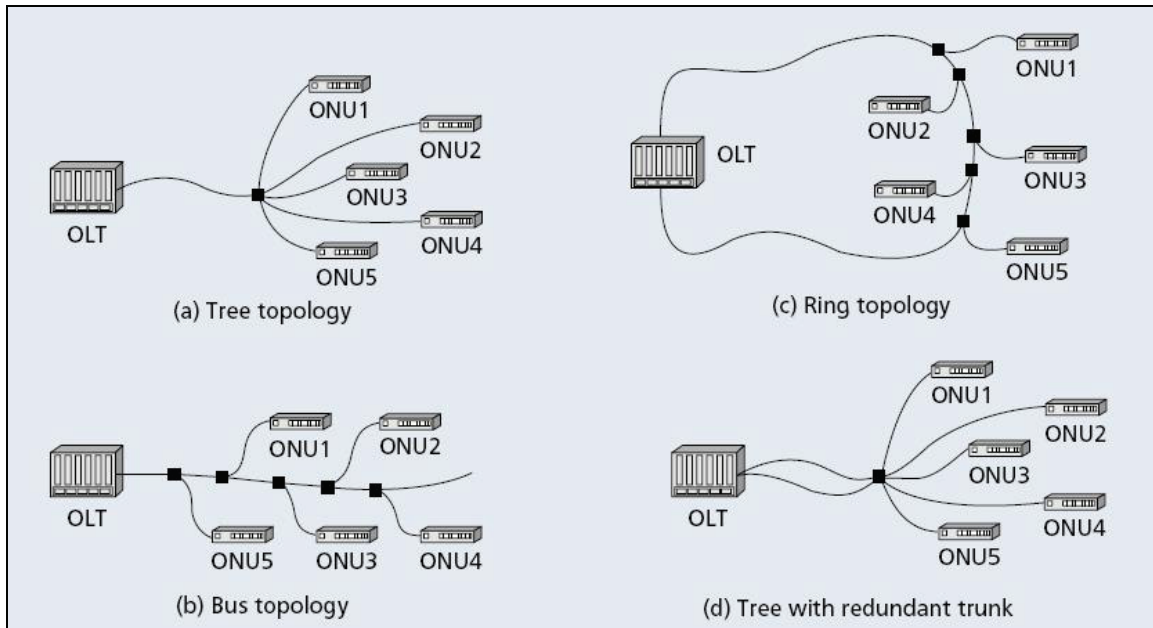 ONU1
ONU2
ONU3
ONU4
ONU5
OLT
(a) Tree topology
ONU1
ONU2
OLT
ONU3
ONU4
ONU5
(c) Ring topology
ONU1
ONU2
OLT
ONU5
ONU3
ONU4
(b) Bus topology
ONU1
ONU2
ONU3
OLT
ONU4
ONU5
(d) Tree with redundant trunk